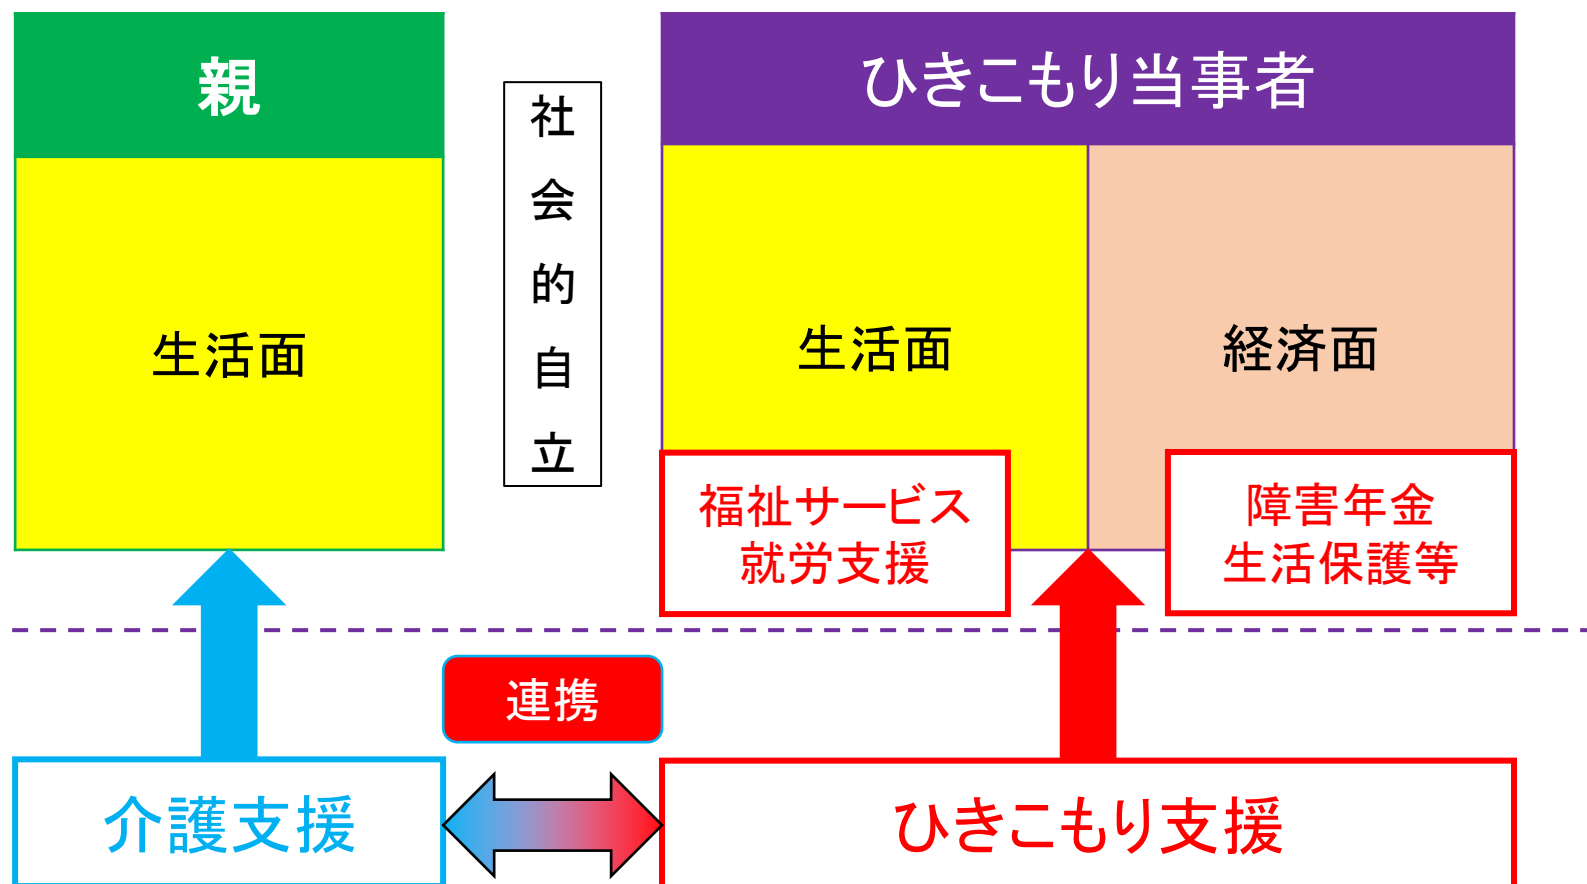 親
社会的自立
ひきこもり当事者
生活面
生活面
経済面
福祉サービス
就労支援
障害年金
生活保護等
連携
介護支援
ひきこもり支援